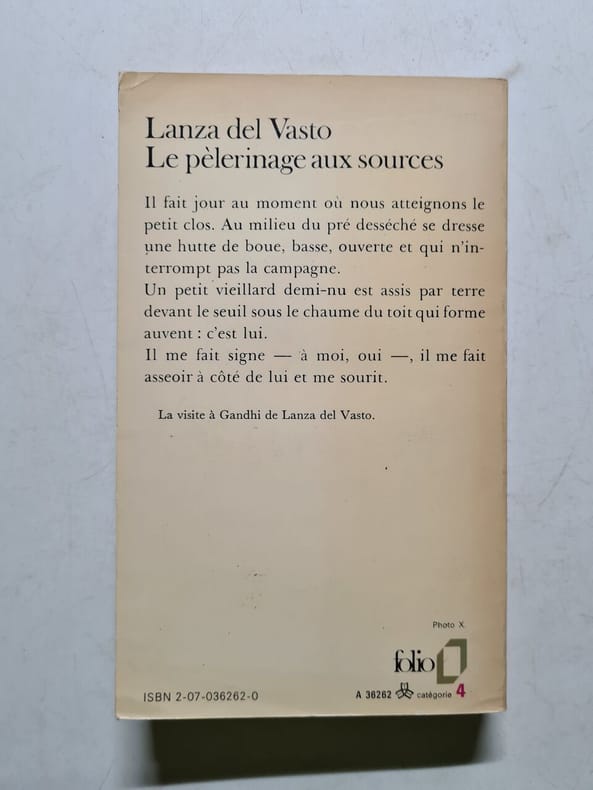 Lanza del Vasto
Le pèlerinage aux sources
Il fait jour au moment où nous atteignons le
petit clos. Au milieu du pré desséché se dresse
une hutte de boue, basse, ouverte et qui n'in-
terrompt pas la campagne.
Un petit vieillard demi-nu est assis par terre
devant le seuil sous le chaume du toit qui forme
auvent : c'est lui.
Il me fait signe — à moi, oui —, il me fait
asseoir à côté de lui et me sourit.
La visite à Gandhi de Lanza del Vasto.
Photo X.
folio
ISBN 2-07-036262-0
A 36262 catégorie 4